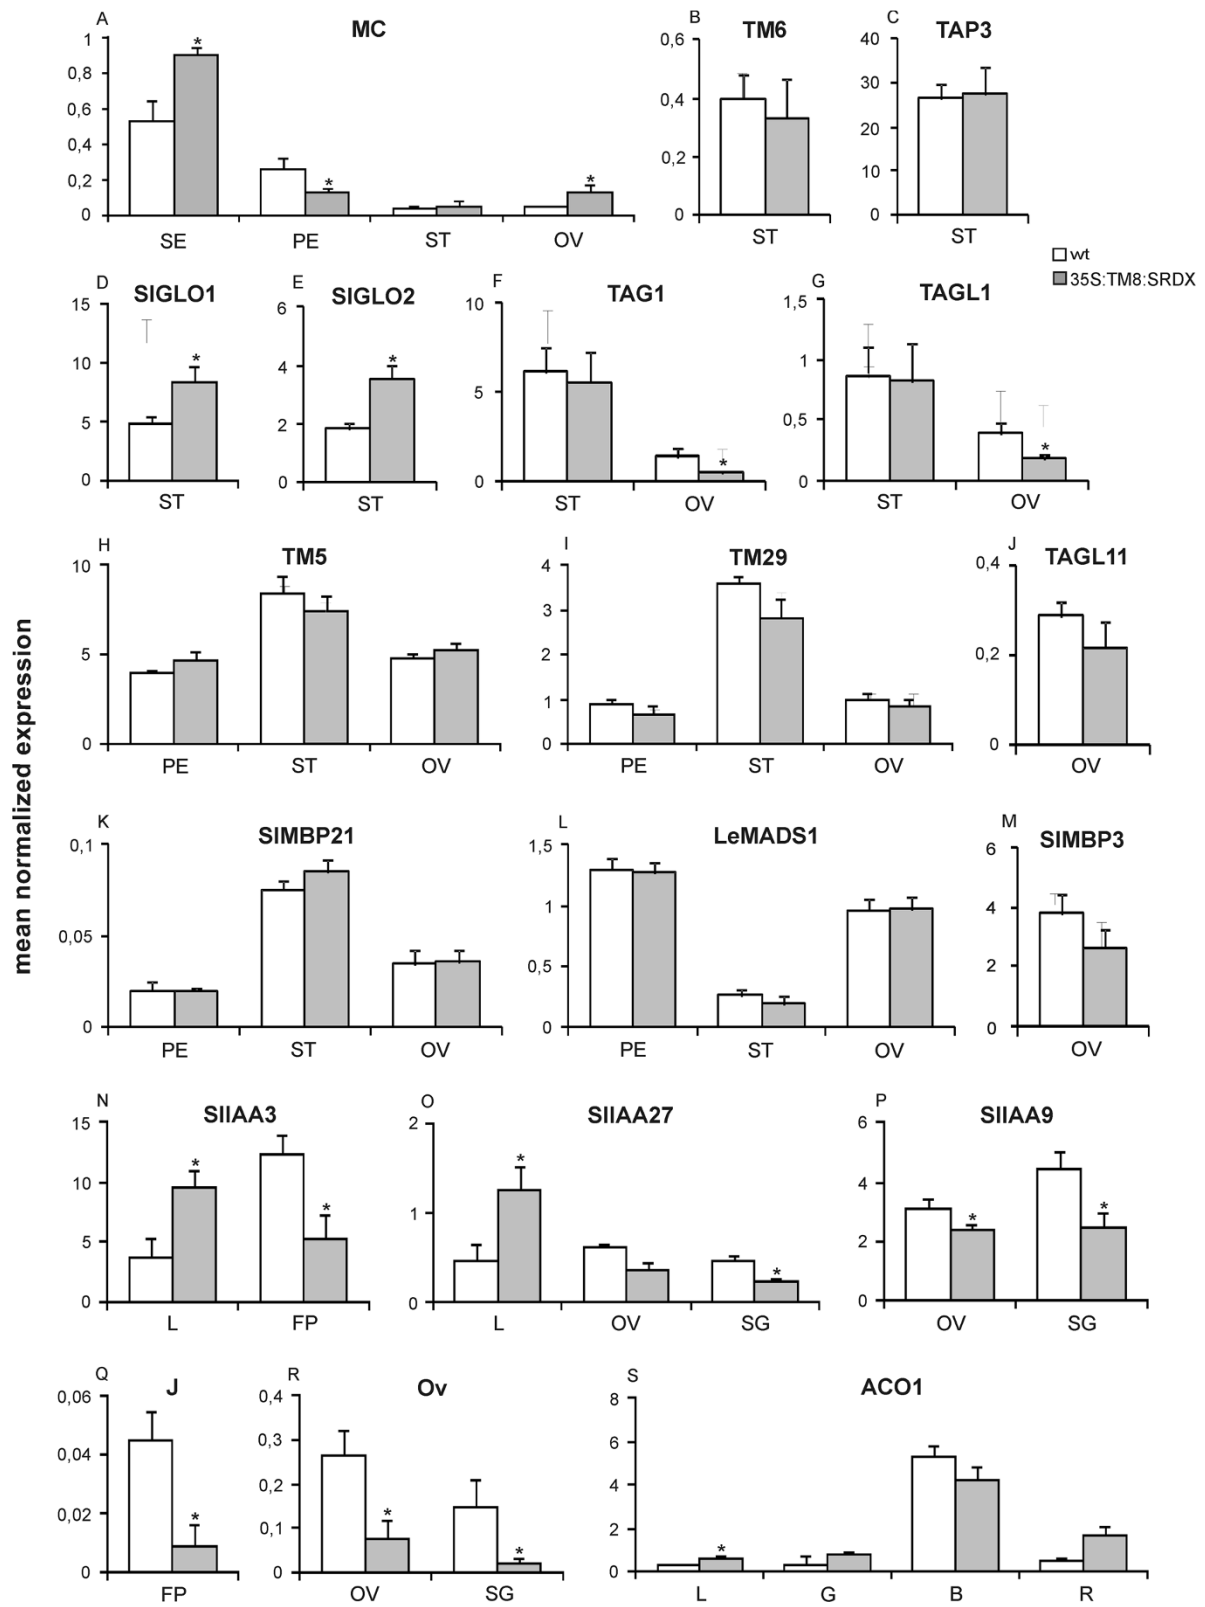 A MC
1
0,8
0,6
0,4
0,2
0
SE PE ST OV
*
*
*
B TM6
0,6
0,4
0,2
0
ST
C TAP3
40
30
20
10
0
ST
wt
35S:TM8:SRDX
D SlGLO1
15
10
5
0
*
ST
E SlGLO2
6
4
2
0
*
ST
F TAG1
10
5
0
*
ST OV
G TAGL1
1,5
1
0,5
0
*
ST OV
mean normalized expression
H TM5
10
5
0
PE ST OV
I TM29
4
3
2
1
0
PE ST OV
J TAGL11
0,4
0,2
0
OV
K SlMBP21
0,1
0,05
0
PE ST OV
L LeMADS1
1,5
1
0,5
0
PE ST OV
M SlMBP3
6
4
2
0
OV
N SlIAA3
15
10
5
0
*
*
L FP
O SlIAA27
2
1
0
*
*
L OV SG
P SlIAA9
6
4
2
0
*
*
OV SG
Q J
0,06
0,04
0,02
0
*
FP
R Ov
0,4
0,3
0,2
0,1
0
*
*
OV SG
S ACO1
8
6
4
2
0
*
L G B R